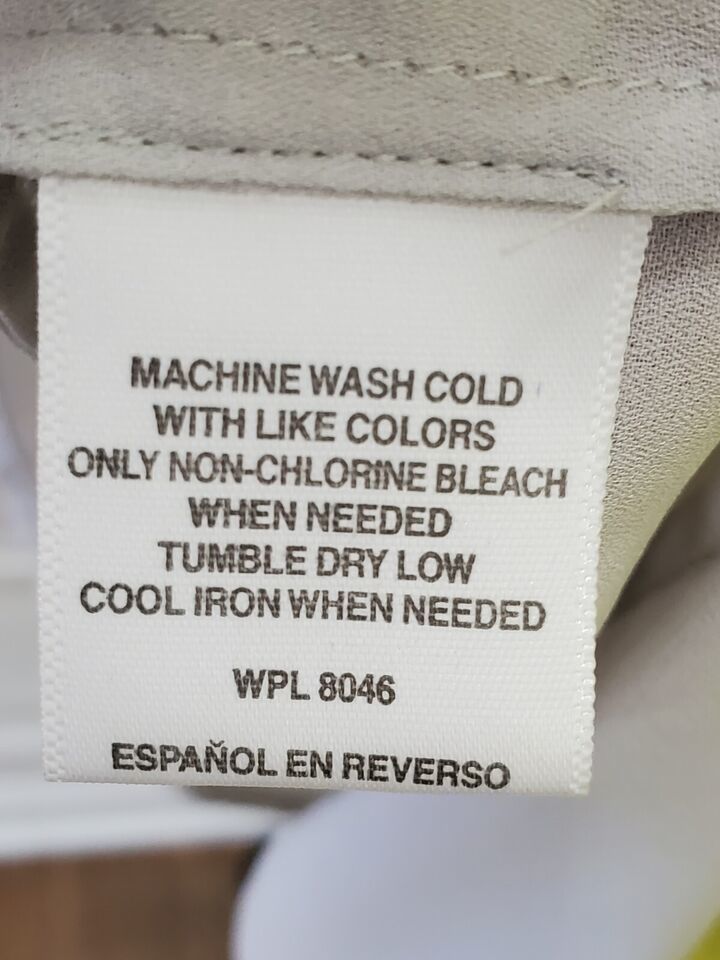 MACHINE WASH COLD
WITH LIKE COLORS
ONLY NON-CHLORINE BLEACH
WHEN NEEDED
TUMBLE DRY LOW
COOL IRON WHEN NEEDED
WPL 8046
ESPAÑOL EN REVERSO